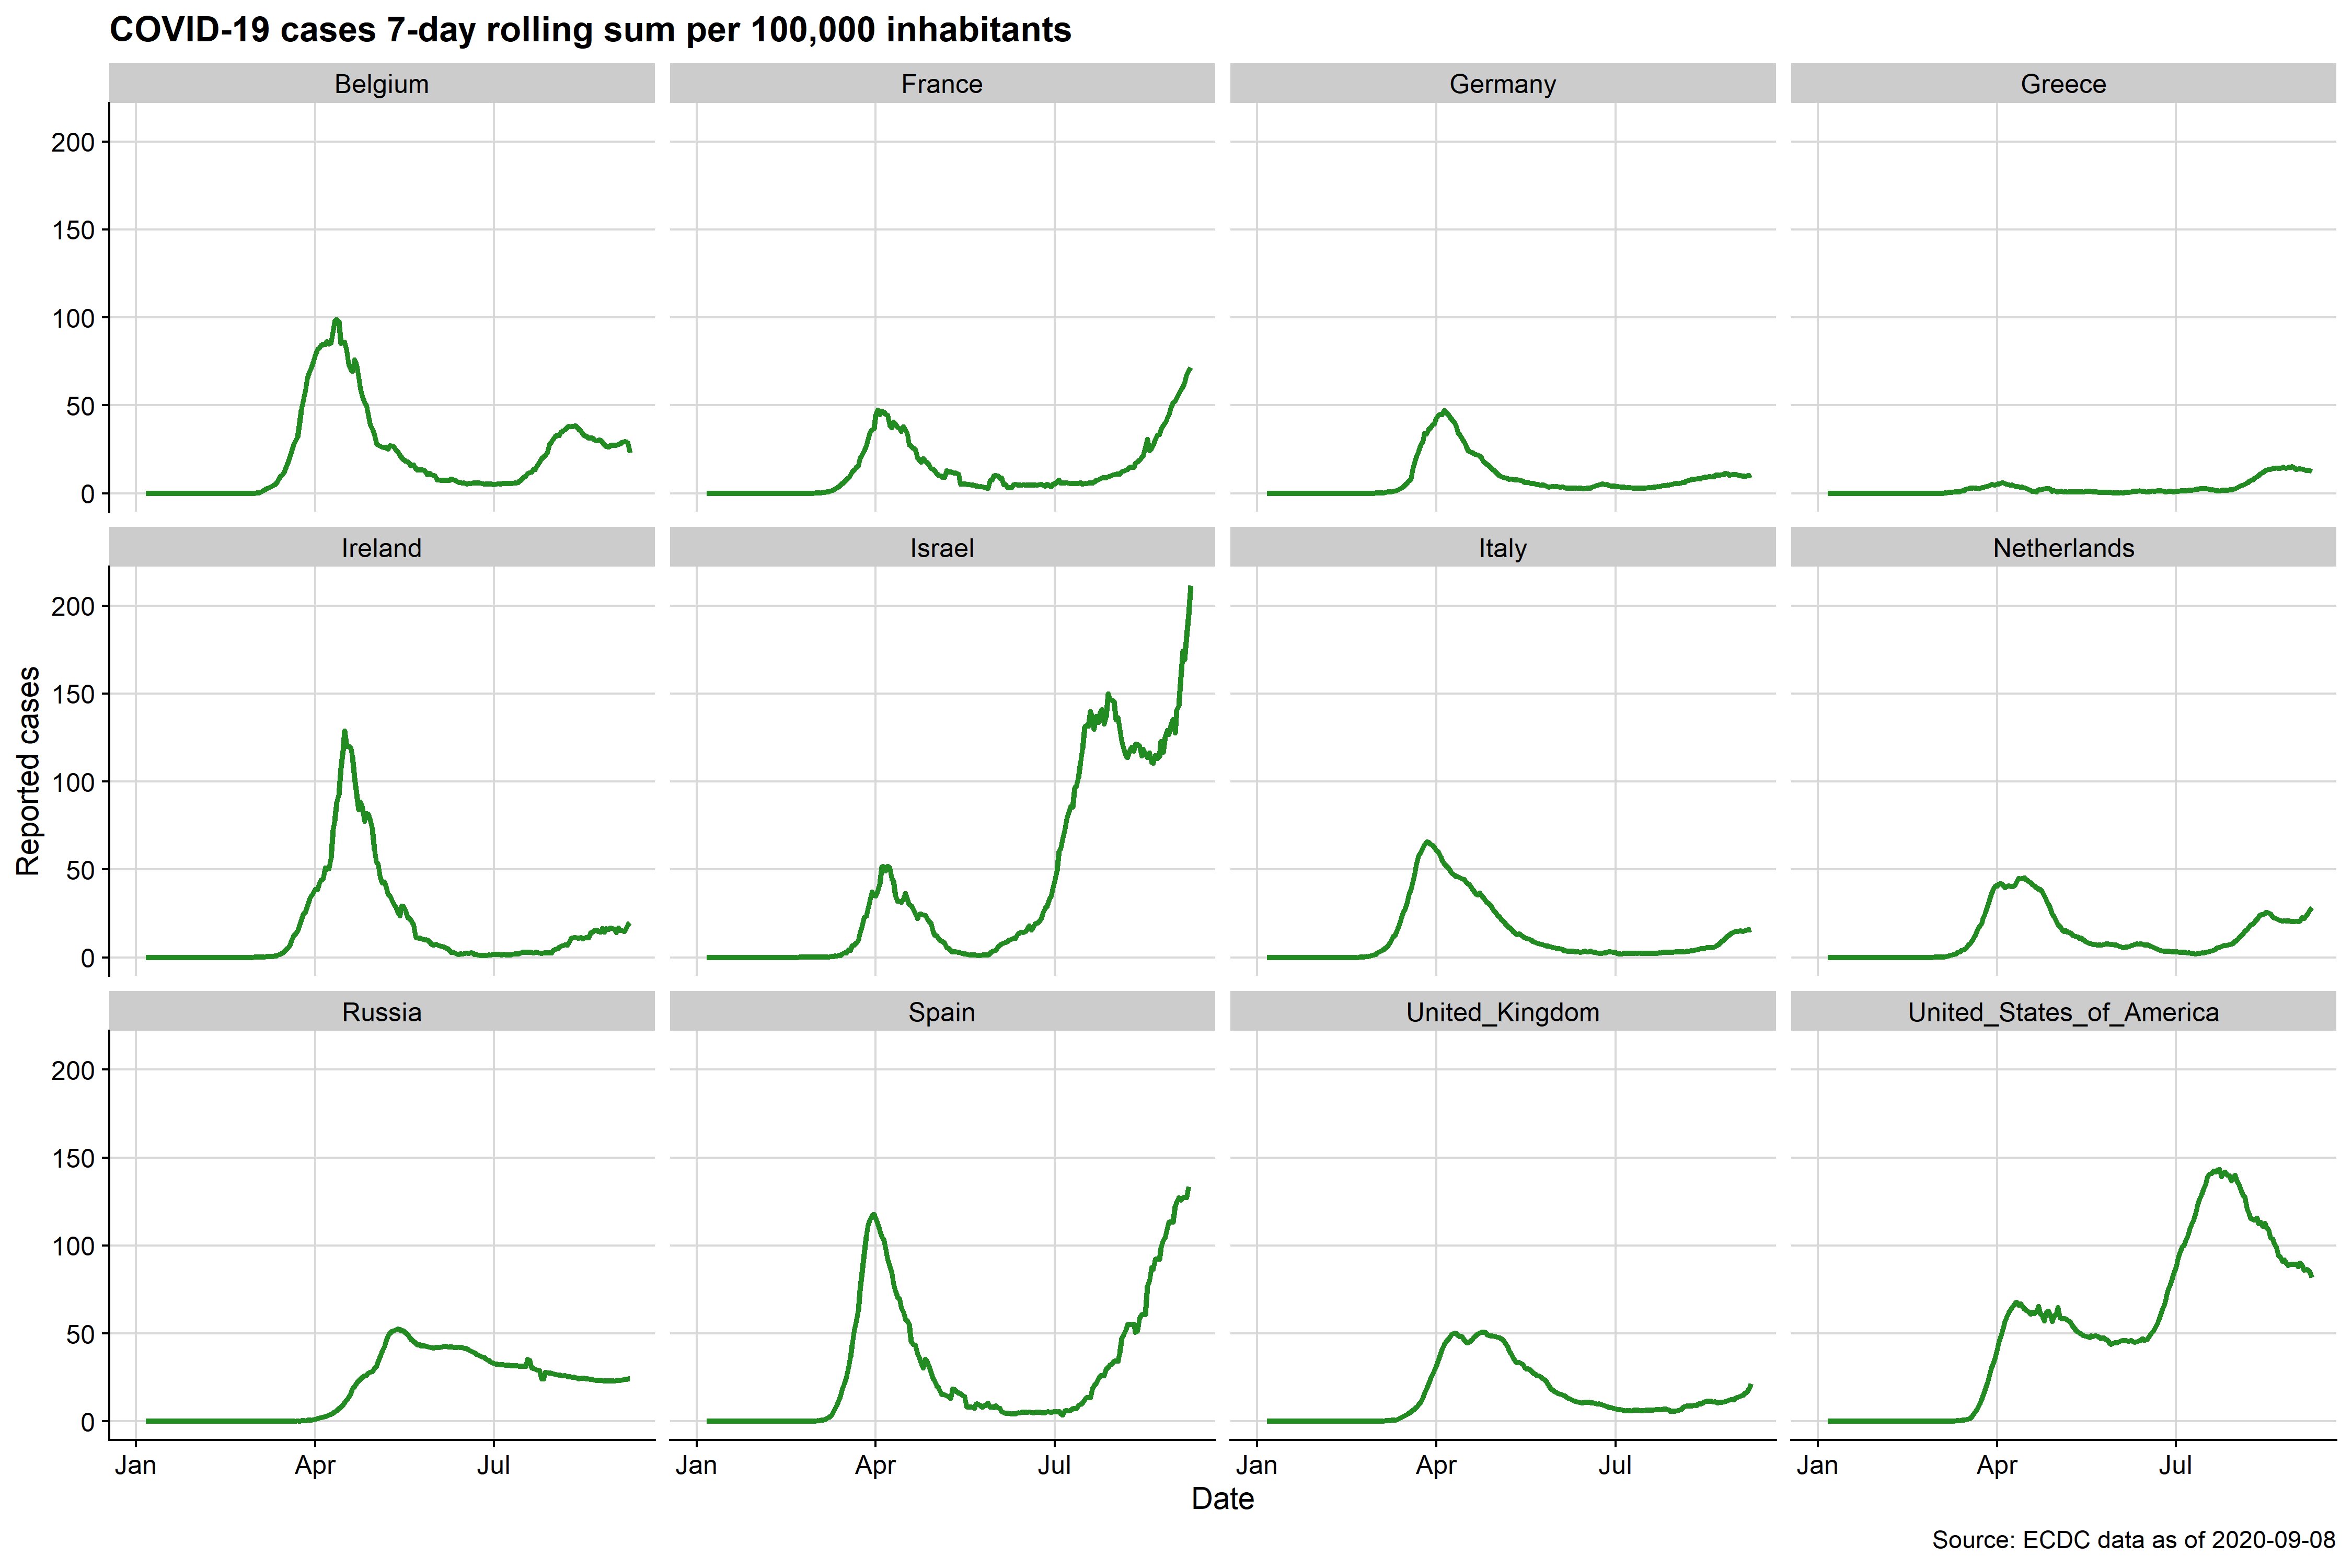 COVID-19 cases 7-day rolling sum per 100,000 inhabitants
Belgium France Germany Greece
200
150
100
50
0
Ireland Israel Italy Netherlands
200
150
100
50
0
Reported cases
Russia Spain United_Kingdom United_States_of_America
200
150
100
50
0
Jan Apr Jul Jan Apr Jul Jan Apr Jul Jan Apr Jul
Date
Source: ECDC data as of 2020-09-08